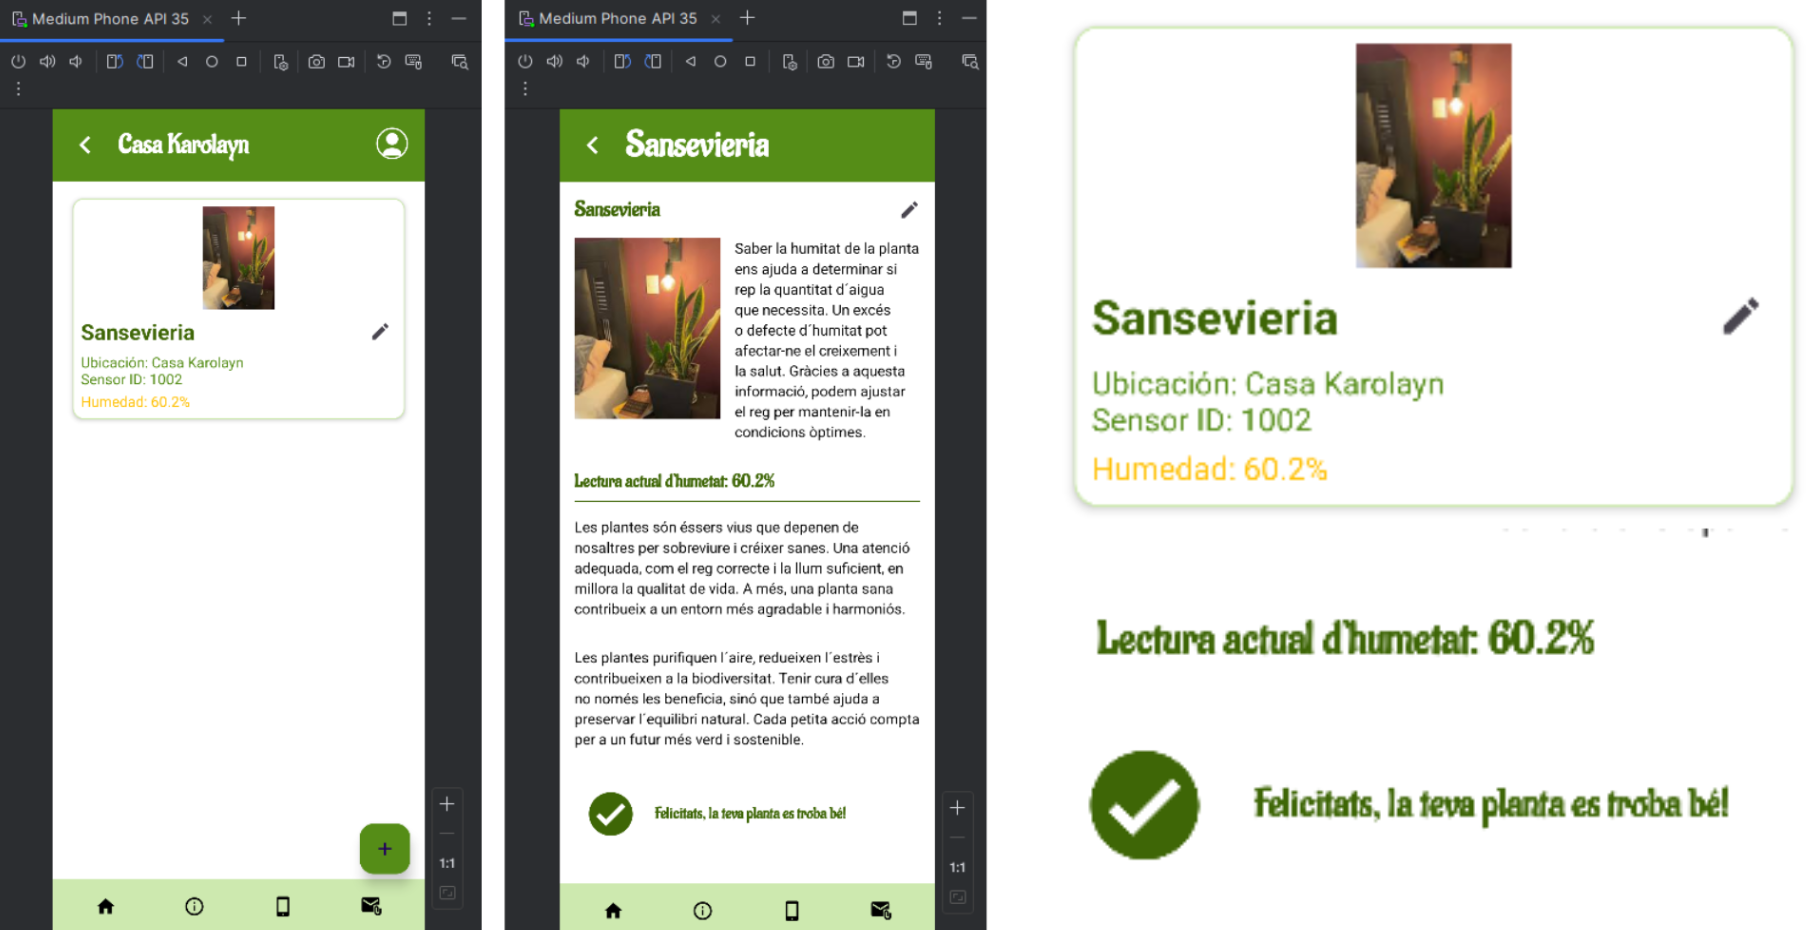 Medium Phone API 35
1:1
Casa Karolayn
Sansevieria
Ubicación: Casa Karolayn
Sensor ID: 1002
Humedad: 60.2%
Medium Phone API 35
1:1
Sansevieria
Sansevieria
Saber la humitat de la planta
ens ajuda a determinar si
rep la quantitat d´aigua
que necessita. Un excés
o defecte d´humitat pot
afectar-ne el creixement i
la salut. Gràcies a aquesta
informació, podem ajustar
el reg per mantenir-la en
condicions òptimes.
Lectura actual d'humetat: 60.2%
Les plantes són éssers vius que depenen de
nosaltres per sobreviure i créixer sanes. Una atenció
adequada, com el reg correcte i la llum suficient, en
millora la qualitat de vida. A més, una planta sana
contribueix a un entorn més agradable i harmoniós.
Les plantes purifiquen l´aire, redueixen l´estrès i
contribueixen a la biodiversitat. Tenir cura d´elles
no només les beneficia, sinó que també ajuda a
preservar l´equilibri natural. Cada petita acció compta
per a un futur més verd i sostenible.
Felicitats, la teva planta es troba bé!
Sansevieria
Ubicación: Casa Karolayn
Sensor ID: 1002
Humedad: 60.2%
Lectura actual d'humetat: 60.2%
Felicitats, la teva planta es troba bé!